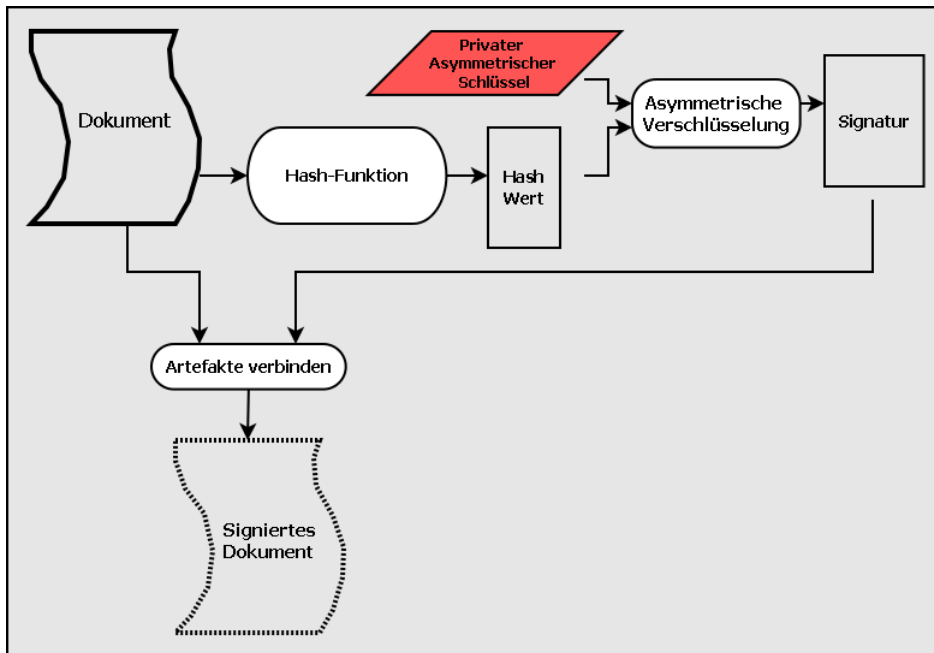 Privater
Asymmetrischer
Schlüssel
Dokument
Asymmetrische
Verschlüsselung
Signatur
Hash-Funktion
Hash
Wert
Artefakte verbinden
Signiertes
Dokument